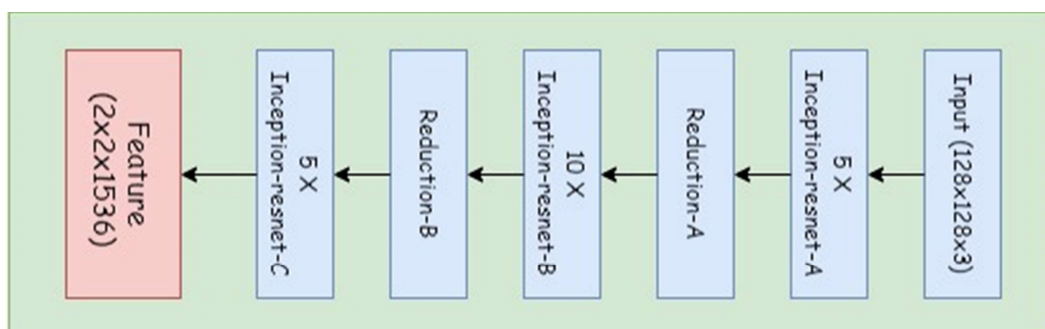 Input (128x128x3)
5 X
Inception-resnet-A
Reduction-A
10 X
Inception-resnet-B
Reduction-B
5 X
Inception-resnet-C
Feature
(2x2x1536)